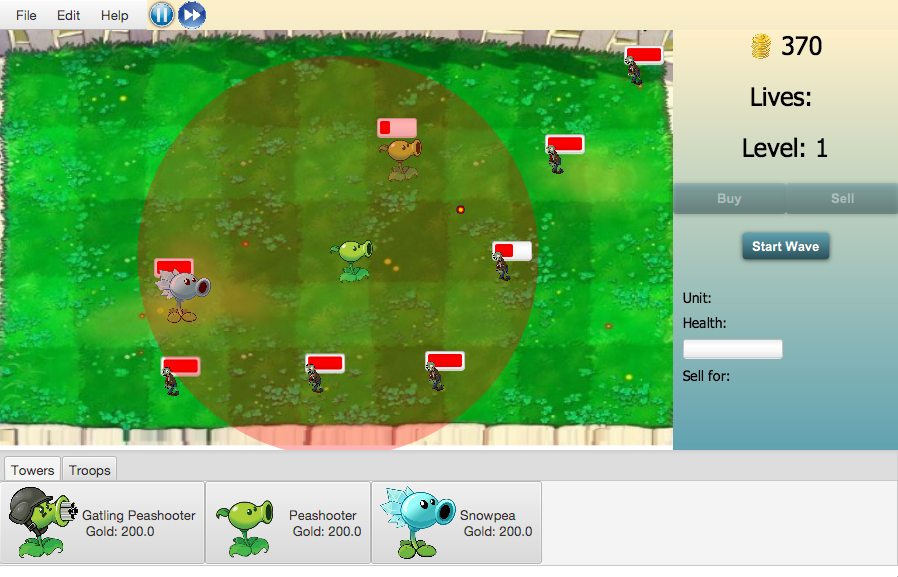 File Edit Help
370
Lives:
Level: 1
Buy Sell
Start Wave
Unit:
Health:
Sell for:
Towers Troops
Gatling Peashooter
Gold: 200.0
Peashooter
Gold: 200.0
Snowpea
Gold: 200.0